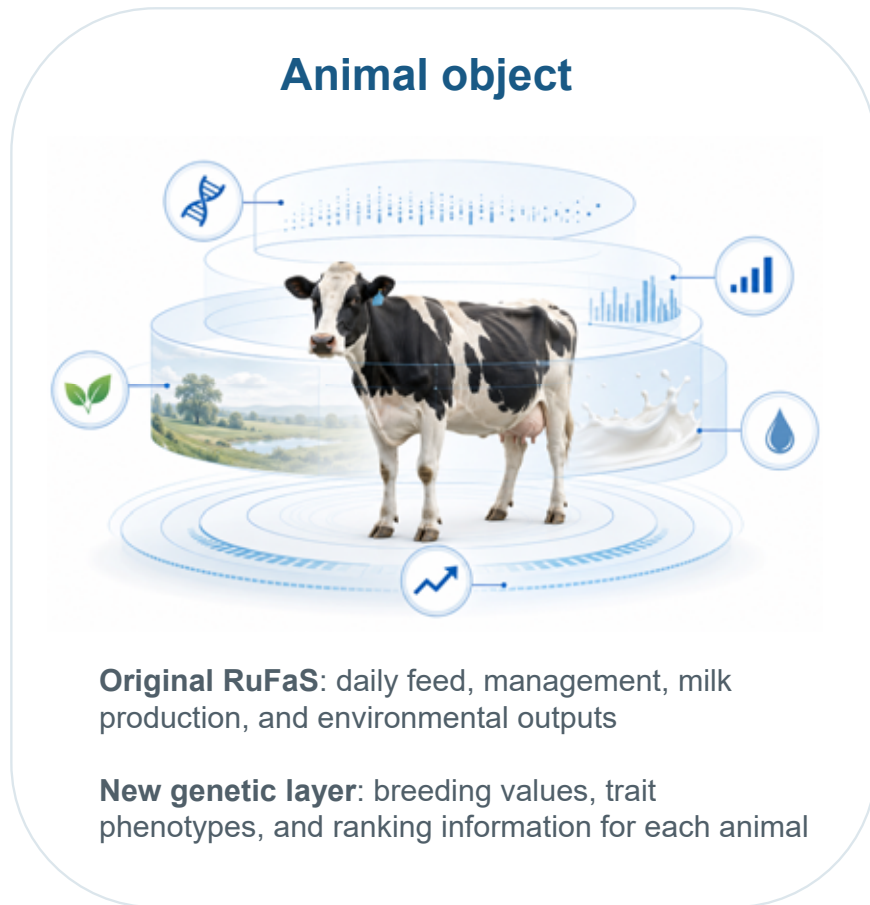 Animal object
Original RuFaS: daily feed, management, milk
production, and environmental outputs
New genetic layer: breeding values, trait
phenotypes, and ranking information for each animal